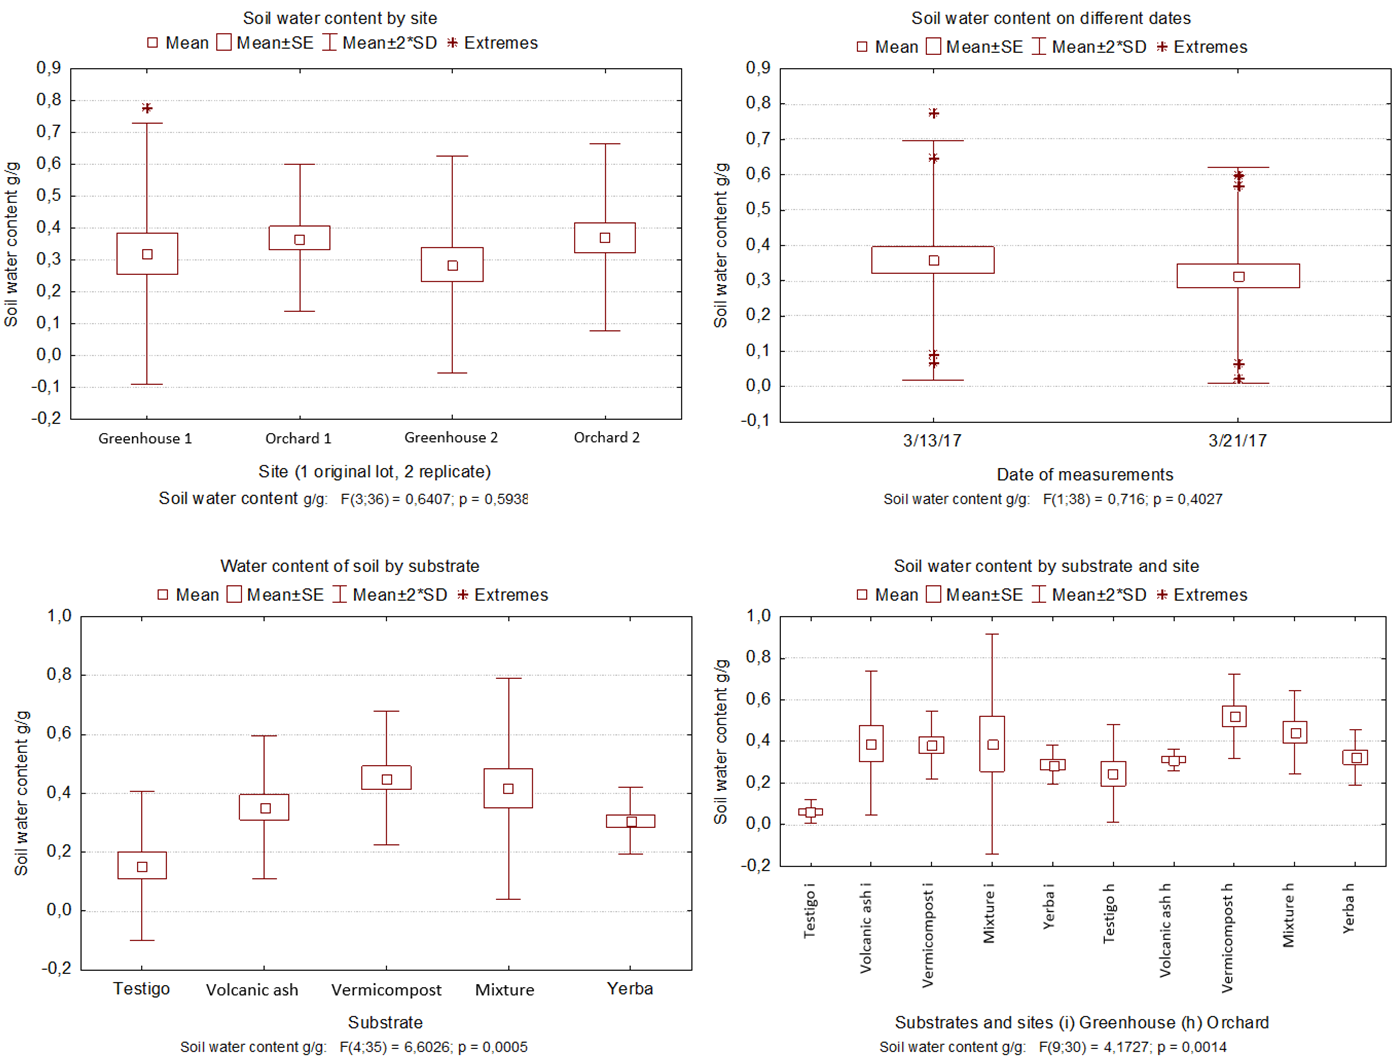 Soil water content by site
Mean Mean±SE Mean±2*SD Extremes
0,9
0,8
0,7
0,6
0,5
0,4
0,3
0,2
0,1
0,0
-0,1
-0,2
Soil water content g/g
Greenhouse 1 Orchard 1 Greenhouse 2 Orchard 2
Site (1 original lot, 2 replicate)
Soil water content g/g: F(3;36) = 0,6407; p = 0,5938
Soil water content on different dates
Mean Mean±SE Mean±2*SD Extremes
0,9
0,8
0,7
0,6
0,5
0,4
0,3
0,2
0,1
0,0
-0,1
Soil water content g/g
3/13/17 3/21/17
Date of measurements
Soil water content g/g: F(1;38) = 0,716; p = 0,4027
Water content of soil by substrate
Mean Mean±SE Mean±2*SD Extremes
1,0
0,8
0,6
0,4
0,2
0,0
-0,2
Soil water content g/g
Testigo Volcanic ash Vermicompost Mixture Yerba
Substrate
Soil water content g/g: F(4;35) = 6,6026; p = 0,0005
Soil water content by substrate and site
Mean Mean±SE Mean±2*SD Extremes
1,0
0,8
0,6
0,4
0,2
0,0
-0,2
Soil water content g/g
Testigo i
Volcanic ash i
Vermicompost i
Mixture i
Yerba i
Testigo h
Volcanic ash h
Vermicompost h
Mixture h
Yerba h
Substrates and sites (i) Greenhouse (h) Orchard
Soil water content g/g: F(9;30) = 4,1727; p = 0,0014